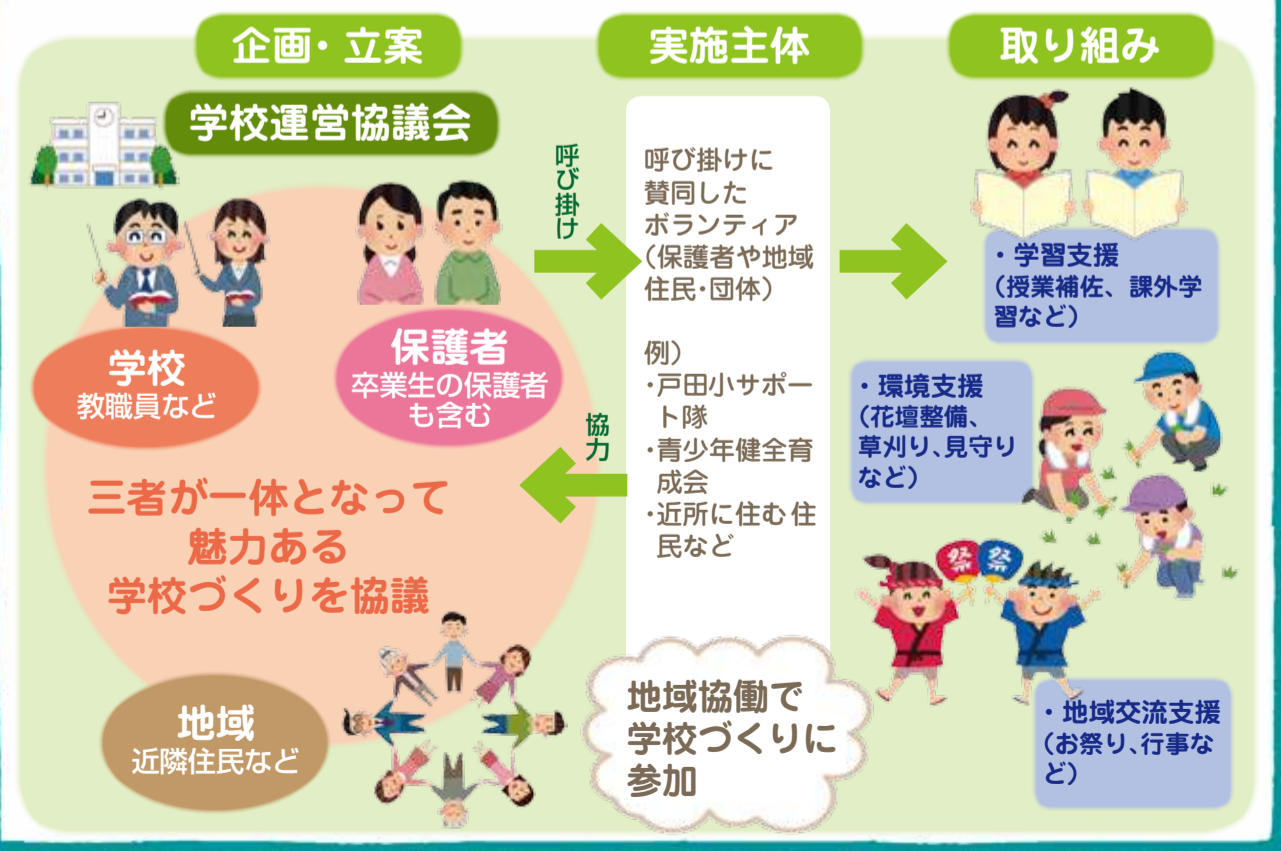 企画・立案
学校運営協議会
学校
教職員など
保護者
卒業生の保護者
も含む
三者が一体となって
魅力ある
学校づくりを協議
地域
近隣住民など
呼び掛け
協力
実施主体
呼び掛けに
賛同した
ボランティア
（保護者や地域
住民・団体）
例）
・戸田小サポー
ト隊
・青少年健全育
成会
・近所に住む住
民など
地域協働で
学校づくりに
参加
取り組み
・学習支援
（授業補佐、課外学
習など）
・環境支援
（花壇整備、
草刈り、見守り
など）
祭
祭
・地域交流支援
（お祭り、行事な
ど）